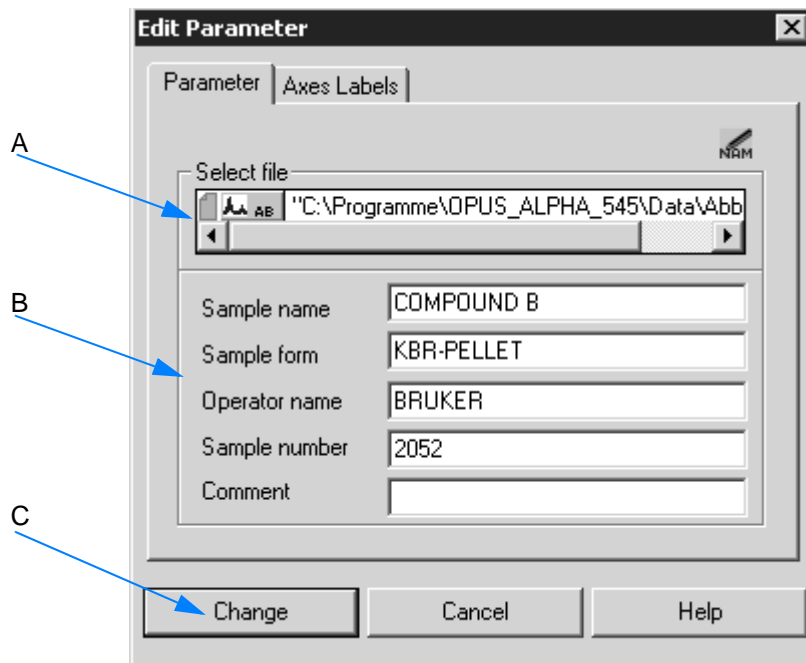 Edit Parameter
Parameter Axes Labels
NAM
A
Select file
AB "C:\Programme\OPUS_ALPHA_545\Data\Abb
B
Sample name COMPOUND B
Sample form KBR-PELLET
Operator name BRUKER
Sample number 2052
Comment
C
Change Cancel Help